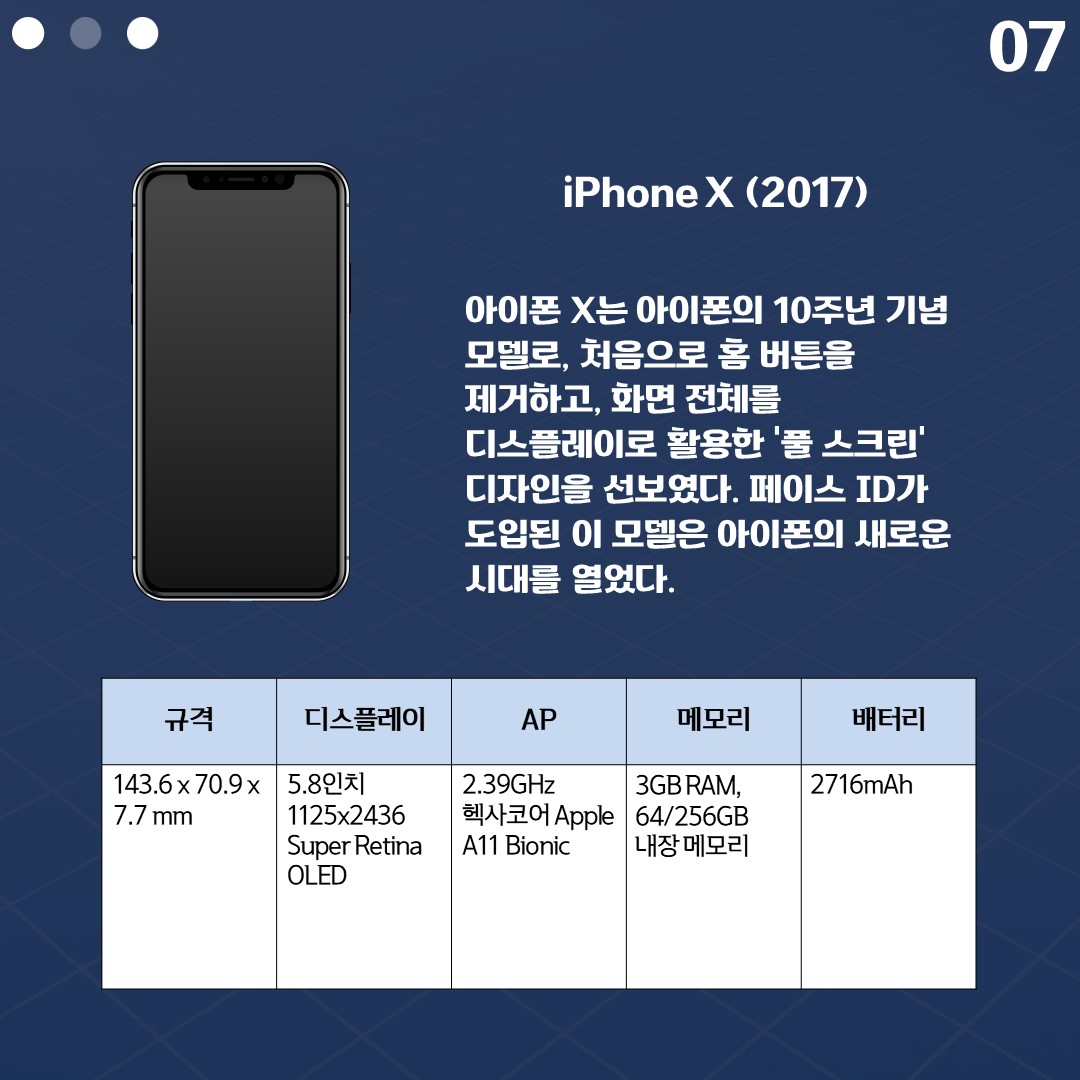 07
iPhone X (2017)
아이폰 X는 아이폰의 10주년 기념
모델로, 처음으로 홈 버튼을
제거하고, 화면 전체를
디스플레이로 활용한 '풀 스크린'
디자인을 선보였다. 페이스 ID가
도입된 이 모델은 아이폰의 새로운
시대를 열었다.
규격
디스플레이
AP
메모리
배터리
143.6 x 70.9 x
7.7 mm
5.8인치
1125x2436
Super Retina
OLED
2.39GHz
헥사코어 Apple
A11 Bionic
3GB RAM,
64/256GB
내장 메모리
2716mAh